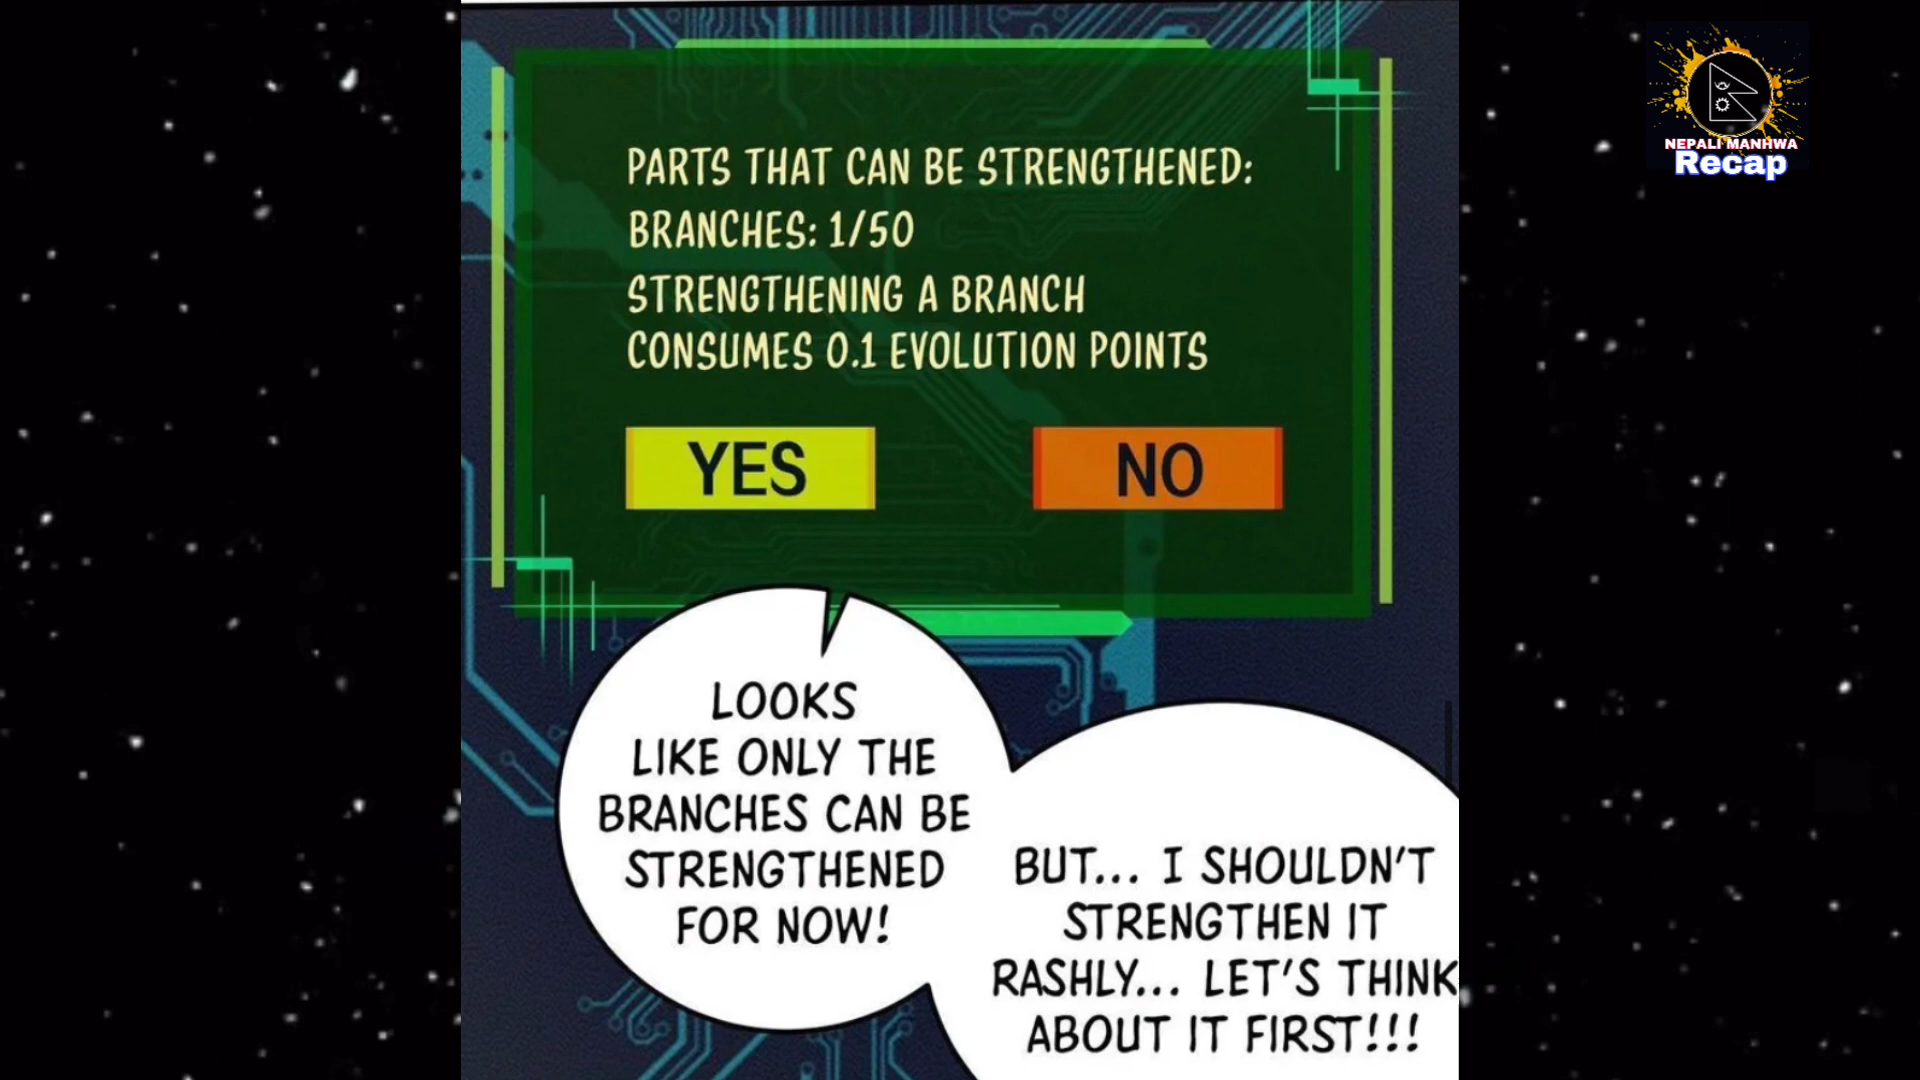 PARTS THAT CAN BE STRENGTHENED:
BRANCHES: 1/50
STRENGTHENING A BRANCH
CONSUMES 0.1 EVOLUTION POINTS
YES
NO
LOOKS
LIKE ONLY THE
BRANCHES CAN BE
STRENGTHENED
FOR NOW!
BUT... I SHOULDN'T
STRENGTHEN IT
RASHLY... LET'S THINK
ABOUT IT FIRST!!!
NEPALI MANHWA
Recap